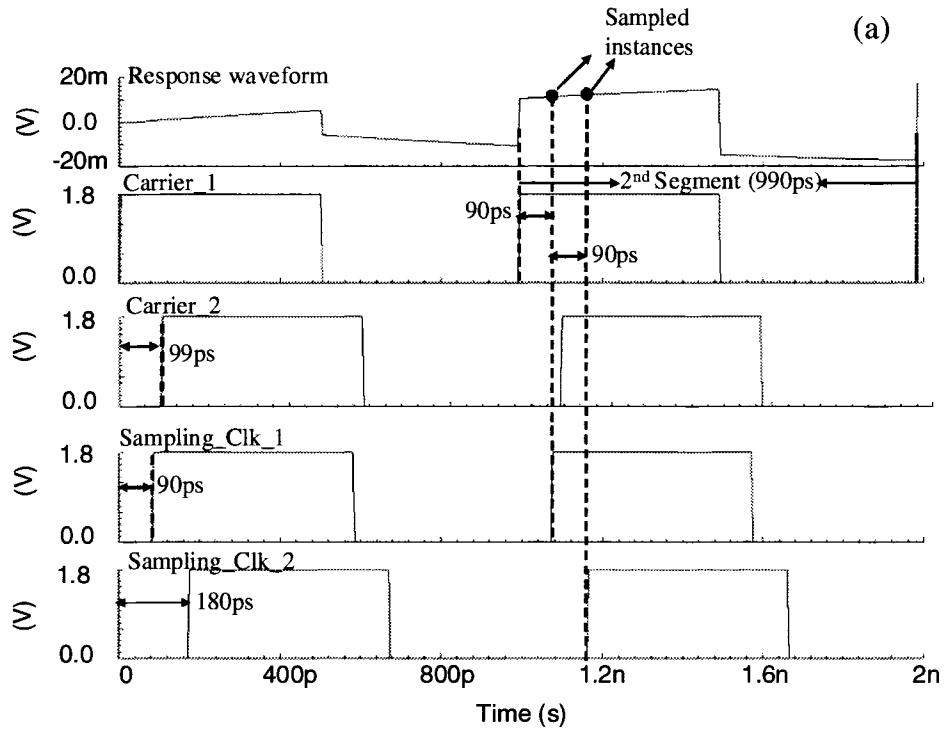 (a)
Sampled
instances
20m
Response waveform
(V)
0.0
-20m
Carrier_1
2nd Segment (990ps)
1.8
90ps
(V)
90ps
0.0
Carrier_2
1.8
(V)
99ps
0.0
Sampling_Clk_1
1.8
(V)
90ps
0.0
Sampling_Clk_2
1.8
(V)
180ps
0.0
0 400p 800p 1.2n 1.6n 2n
Time (s)